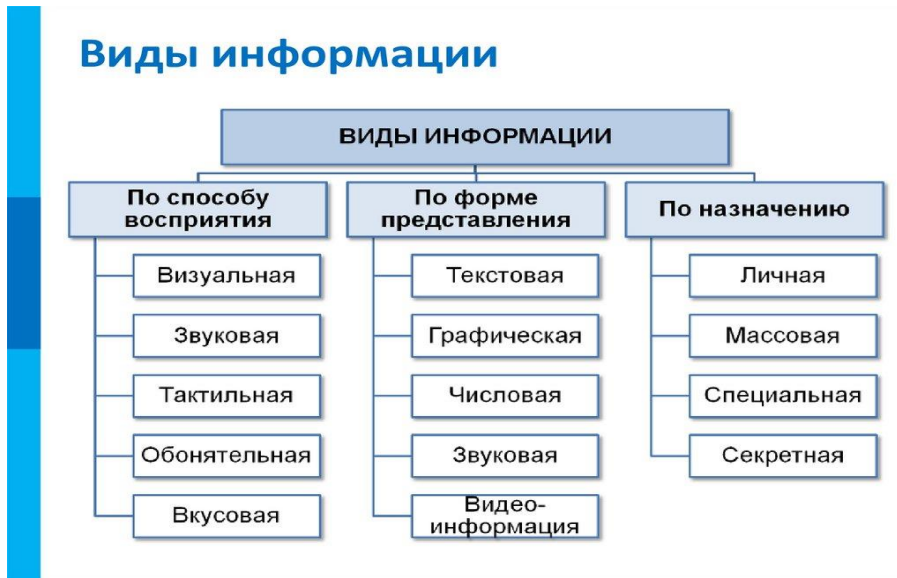 Виды информации
ВИДЫ ИНФОРМАЦИИ
По способу
восприятия
Визуальная
Звуковая
Тактильная
Обонятельная
Вкусовая
По форме
представления
Текстовая
Графическая
Числовая
Звуковая
Видео-
информация
По назначению
Личная
Массовая
Специальная
Секретная